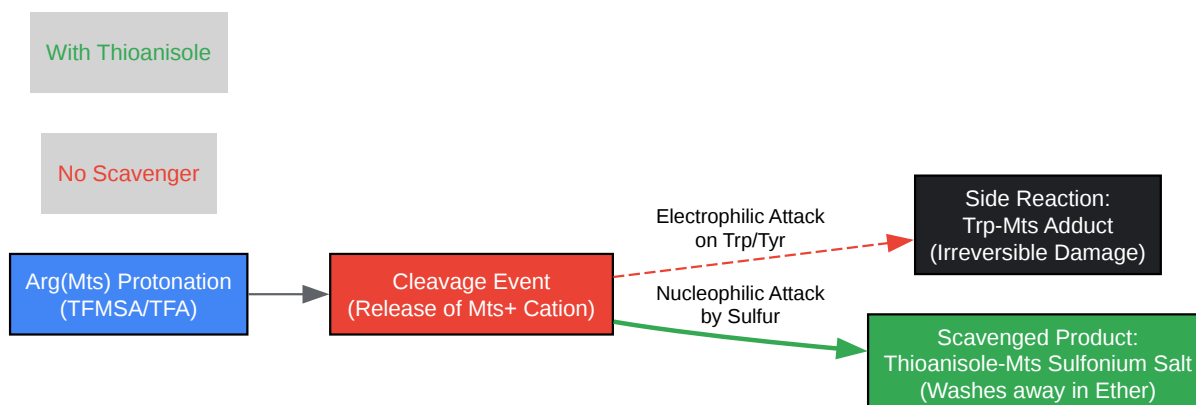 With Thioanisole
No Scavenger
Arg(Mts) Protonation
(TFMSA/TFA)
Cleavage Event
(Release of Mts+ Cation)
Electrophilic Attack
on Trp/Tyr
Nucleophilic Attack
by Sulfur
Side Reaction:
Trp-Mts Adduct
(Irreversible Damage)
Scavenged Product:
Thioanisole-Mts Sulfonium Salt
(Washes away in Ether)